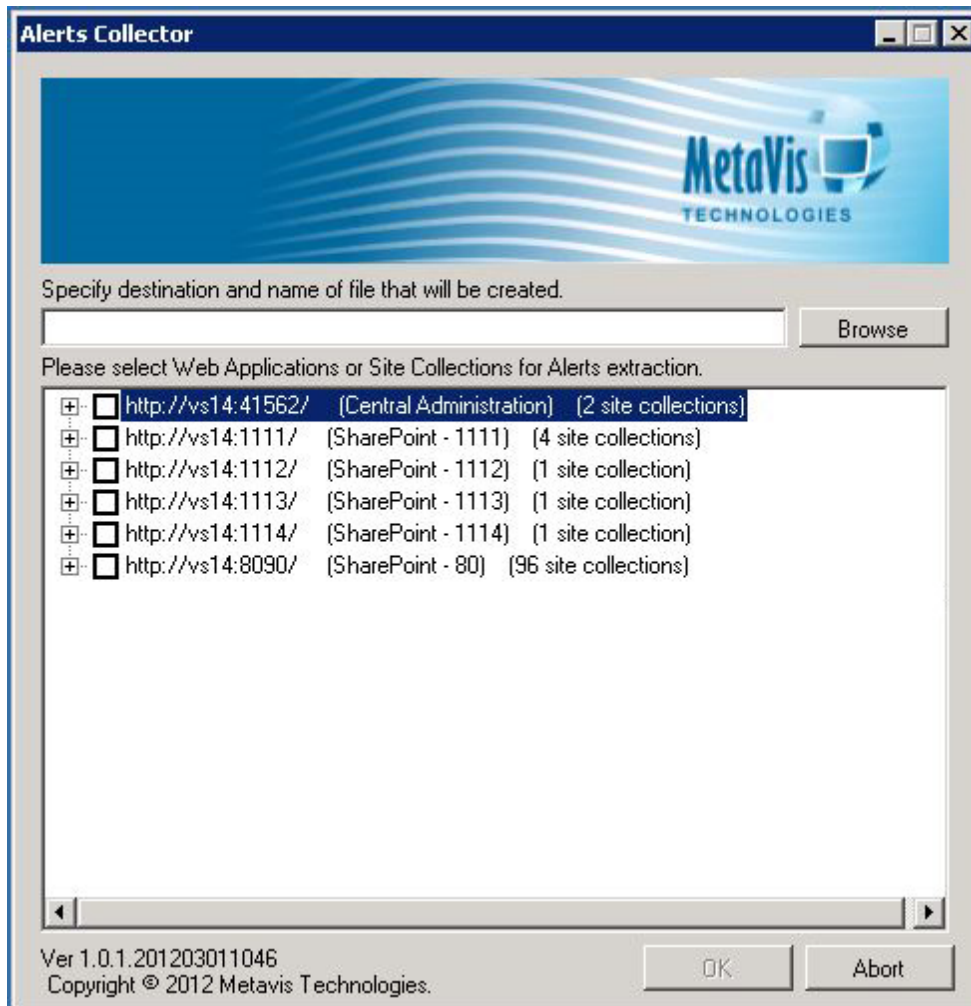 Alerts Collector
MetaVis
TECHNOLOGIES
Specify destination and name of file that will be created.
Browse
Please select Web Applications or Site Collections for Alerts extraction.
http://vs14:41562/ (Central Administration) (2 site collections)
http://vs14:1111/ (SharePoint - 1111) (4 site collections)
http://vs14:1112/ (SharePoint - 1112) (1 site collection)
http://vs14:1113/ (SharePoint - 1113) (1 site collection)
http://vs14:1114/ (SharePoint - 1114) (1 site collection)
http://vs14:8090/ (SharePoint - 80) (96 site collections)
Ver 1.0.1.201203011046
Copyright © 2012 Metavis Technologies.
OK Abort